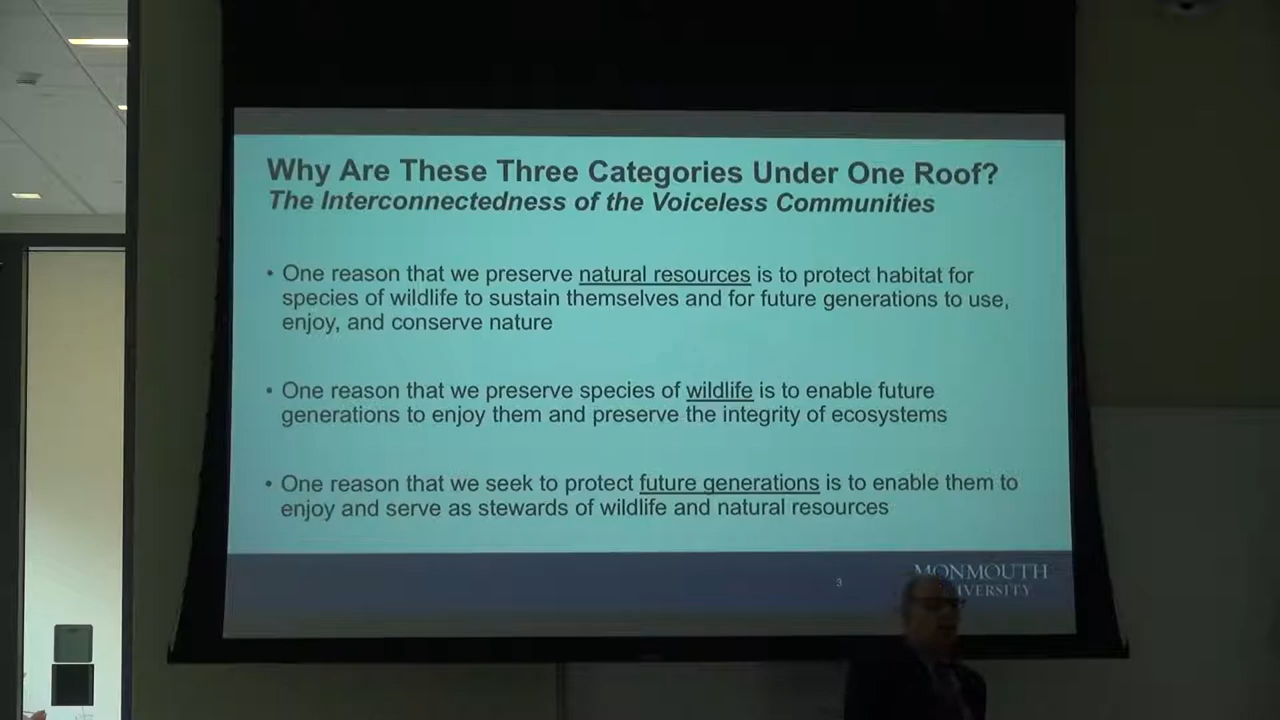 Why Are These Three Categories Under One Roof?
The Interconnectedness of the Voiceless Communities
• One reason that we preserve natural resources is to protect habitat for
species of wildlife to sustain themselves and for future generations to use,
enjoy, and conserve nature
• One reason that we preserve species of wildlife is to enable future
generations to enjoy them and preserve the integrity of ecosystems
• One reason that we seek to protect future generations is to enable them to
enjoy and serve as stewards of wildlife and natural resources
3
MONMOUTH